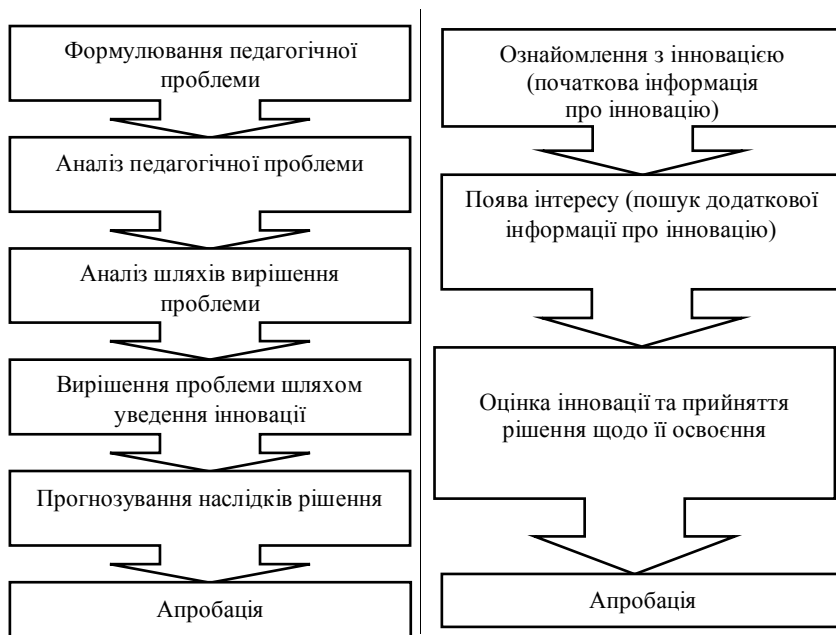 Формулювання педагогічної
проблеми
Аналіз педагогічної проблеми
Аналіз шляхів вирішення
проблеми
Вирішення проблеми шляхом
уведення інновації
Прогнозування наслідків рішення
Апробація
Ознайомлення з інновацією
(початкова інформація
про інновацію)
Поява інтересу (пошук додаткової
інформації про інновацію)
Оцінка інновації та прийняття
рішення щодо її освоєння
Апробація